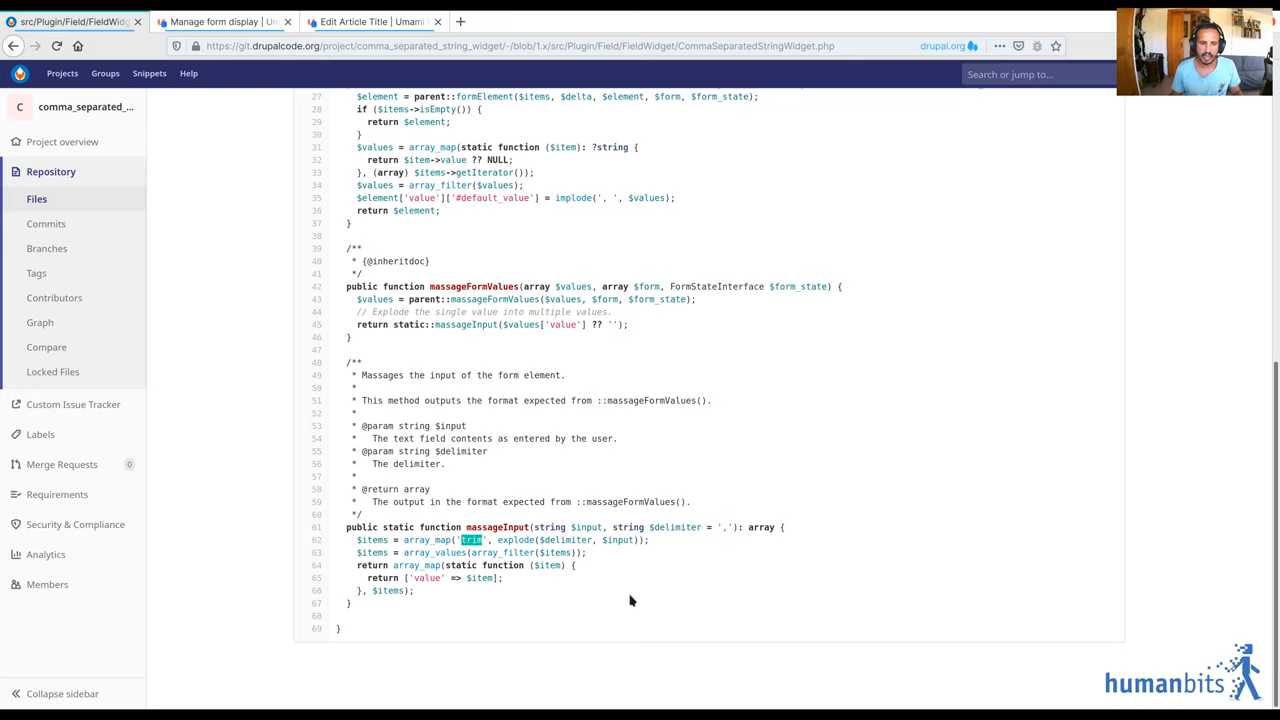 src/Plugin/Field/FieldWidg
Manage form display | Um
Edit Article Title | Umami
https://git.drupalcode.org/project/comma_separated_string_widget/-/blob/1.x/src/Plugin/Field/FieldWidget/CommaSeparatedStringWidget.php
drupal.org
Projects
Groups
Snippets
Help
Search or jump to...
C
comma_separated_...
Project overview
Repository
Files
Commits
Branches
Tags
Contributors
Graph
Compare
Locked Files
Custom Issue Tracker
Labels
Merge Requests
0
Requirements
Security & Compliance
Analytics
Members
Collapse sidebar
27 $element = parent::formElement($items, $delta, $element, $form, $form_state);
28 if ($items->isEmpty()) {
29 return $element;
30 }
31 $values = array_map(static function ($item): ?string {
32 return $item->value ?? NULL;
33 }, (array) $items->getIterator());
34 $values = array_filter($values);
35 $element['value']['#default_value'] = implode(', ', $values);
36 return $element;
37 }
38
39 /**
40 * {@inheritdoc}
41 */
42 public function massageFormValues(array $values, array $form, FormStateInterface $form_state) {
43 $values = parent::massageFormValues($values, $form, $form_state);
44 // Explode the single value into multiple values.
45 return static::massageInput($values['value'] ?? '');
46 }
47
48 /**
49 * Massages the input of the form element.
50 *
51 * This method outputs the format expected from ::massageFormValues().
52 *
53 * @param string $input
54 * The text field contents as entered by the user.
55 * @param string $delimiter
56 * The delimiter.
57 *
58 * @return array
59 * The output in the format expected from ::massageFormValues().
60 */
61 public static function massageInput(string $input, string $delimiter = ','): array {
62 $items = array_map('trim', explode($delimiter, $input));
63 $items = array_values(array_filter($items));
64 return array_map(static function ($item) {
65 return ['value' => $item];
66 }, $items);
67 }
68
69 }
humanbits